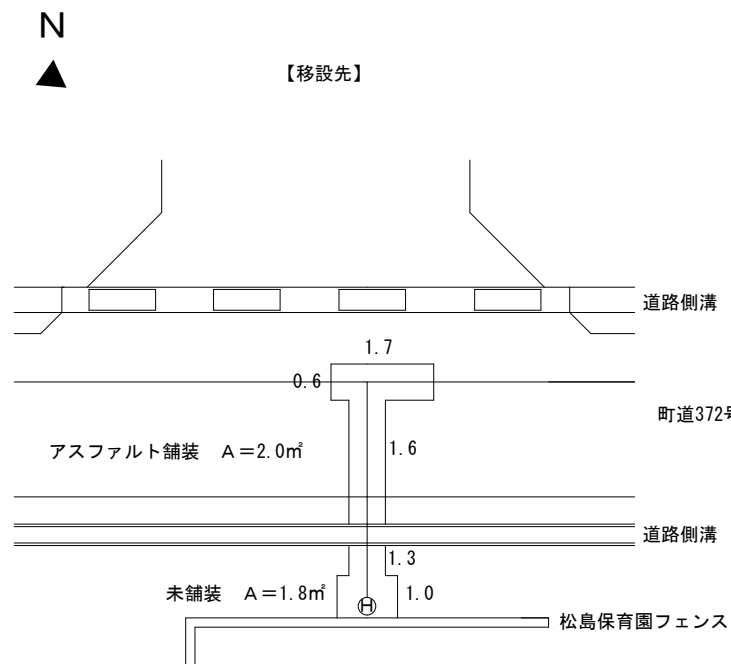 N
【移設先】
道路側溝
1.7
0.6
町道372号
アスファルト舗装　A＝2.0㎡
1.6
道路側溝
1.3
未舗装　A＝1.8㎡
1.0
H
松島保育園フェンス